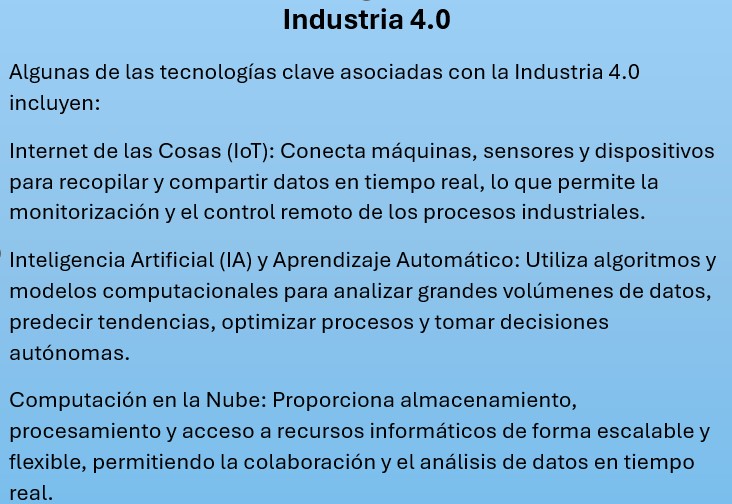 Industria 4.0
Algunas de las tecnologías clave asociadas con la Industria 4.0
incluyen:
Internet de las Cosas (IoT): Conecta máquinas, sensores y dispositivos
para recopilar y compartir datos en tiempo real, lo que permite la
monitorización y el control remoto de los procesos industriales.
Inteligencia Artificial (IA) y Aprendizaje Automático: Utiliza algoritmos y
modelos computacionales para analizar grandes volúmenes de datos,
predecir tendencias, optimizar procesos y tomar decisiones
autónomas.
Computación en la Nube: Proporciona almacenamiento,
procesamiento y acceso a recursos informáticos de forma escalable y
flexible, permitiendo la colaboración y el análisis de datos en tiempo
real.